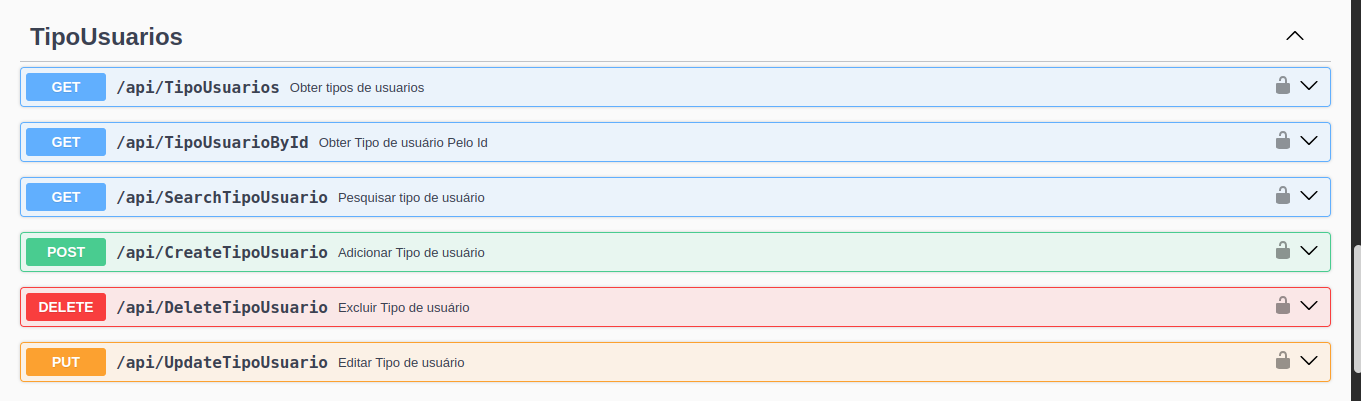 TipoUsuarios
GET /api/TipoUsuarios Obter tipos de usuarios
GET /api/TipoUsuarioById Obter Tipo de usuário Pelo Id
GET /api/SearchTipoUsuario Pesquisar tipo de usuário
POST /api/CreateTipoUsuario Adicionar Tipo de usuário
DELETE /api/DeleteTipoUsuario Excluir Tipo de usuário
PUT /api/UpdateTipoUsuario Editar Tipo de usuário